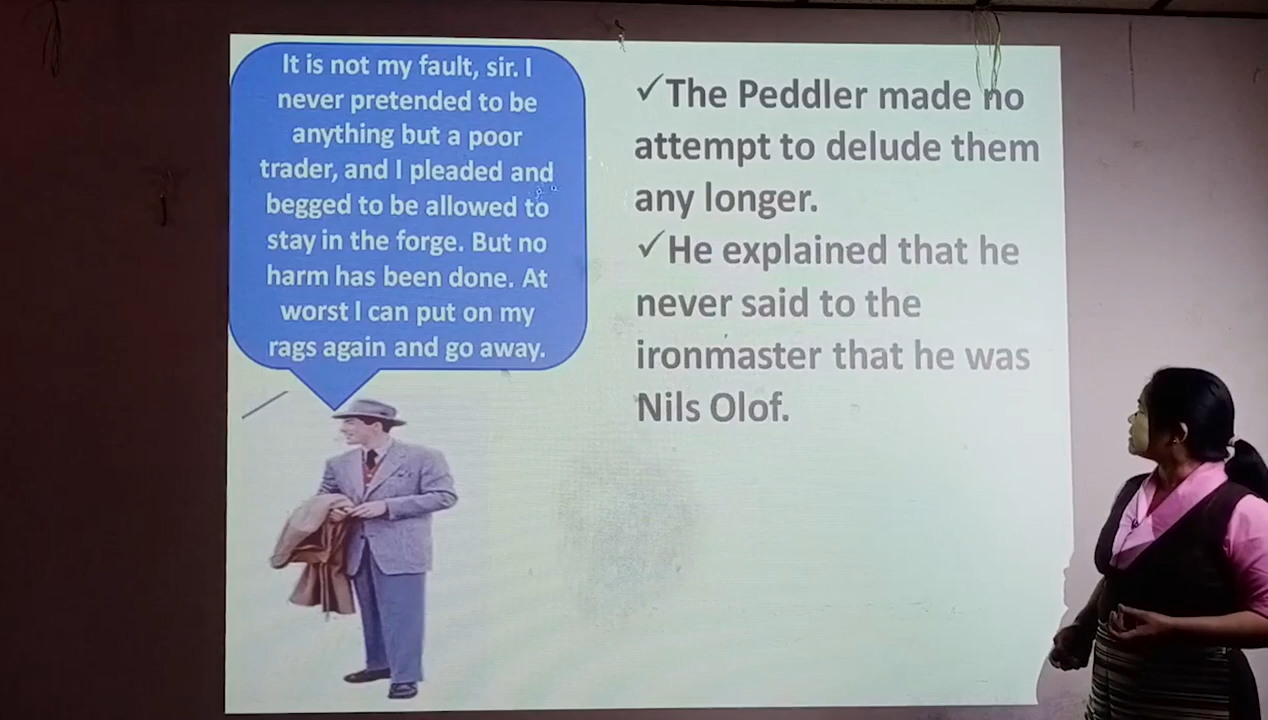 It is not my fault, sir. I
never pretended to be
anything but a poor
trader, and I pleaded and
begged to be allowed to
stay in the forge. But no
harm has been done. At
worst I can put on my
rags again and go away.
✓The Peddler made no
attempt to delude them
any longer.
✓He explained that he
never said to the
ironmaster that he was
Nils Olof.